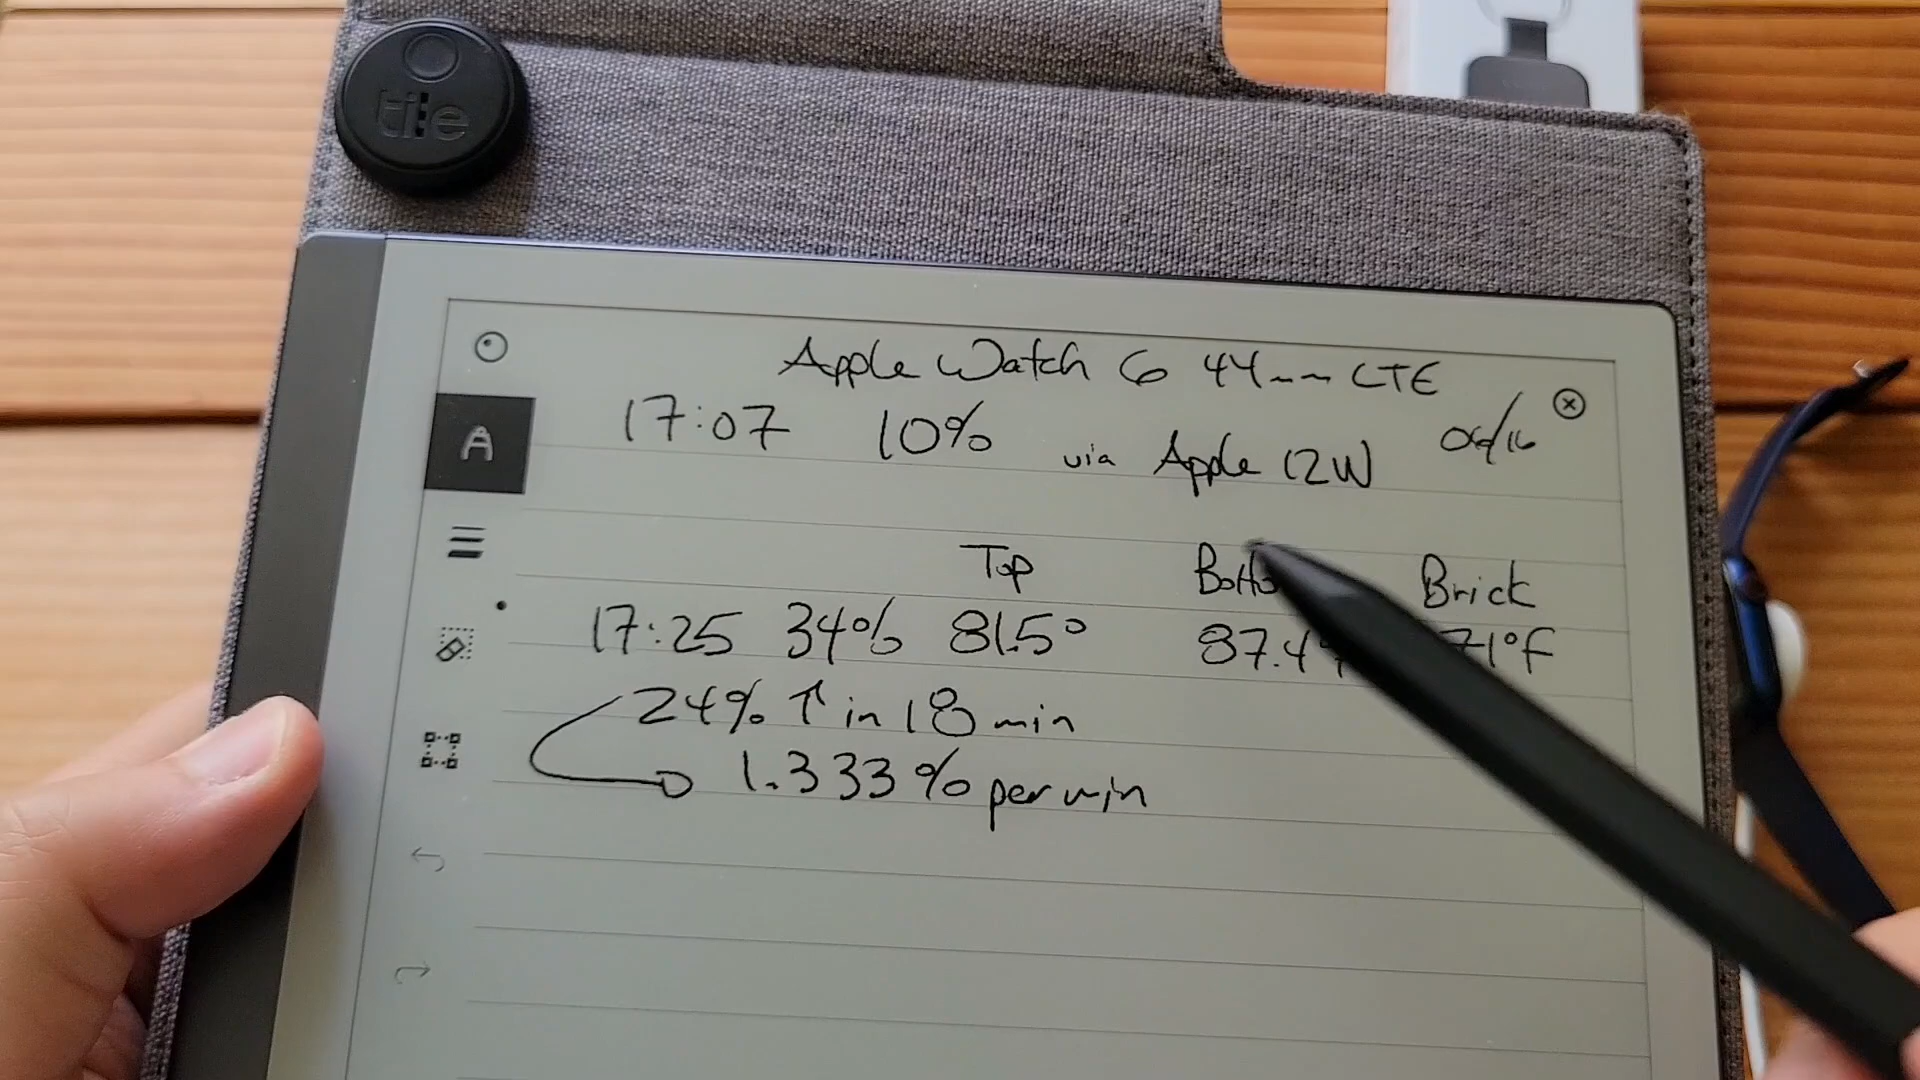 tile
A
Apple Watch 6 44mm LTE
17:07 10% via Apple 12W
Top Brick
17:25 34% 81.5° 71°F
24% ↑ in 18 min
1.333% per min